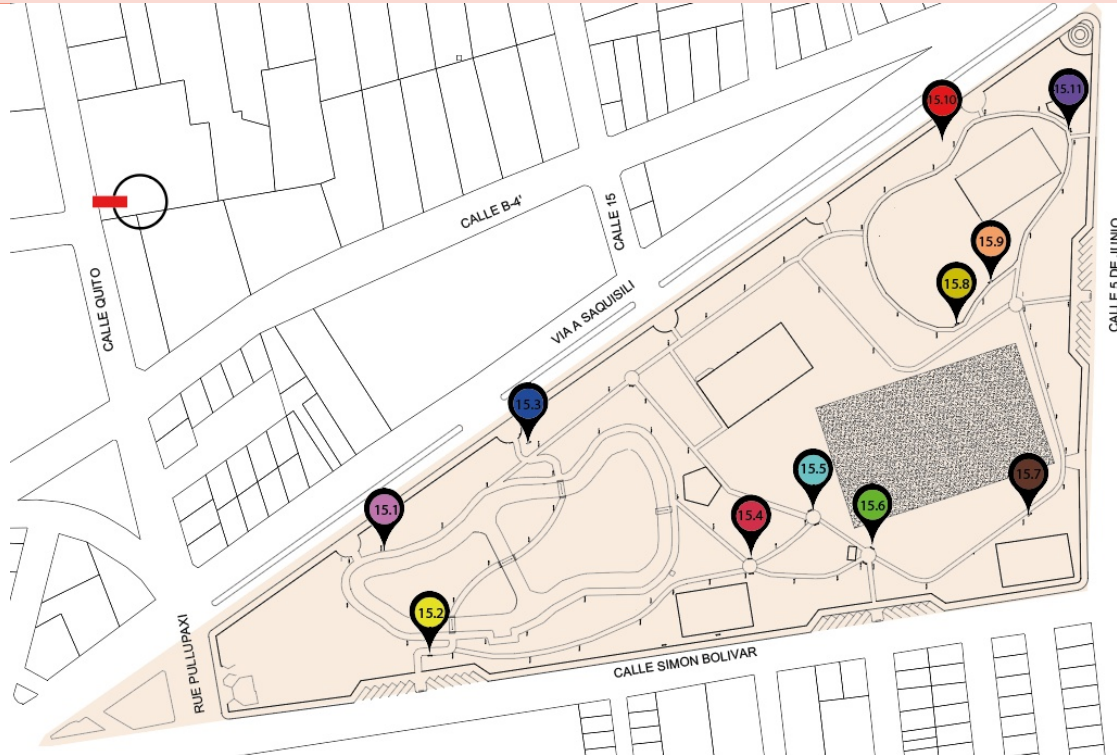 15.11
15.10
CALLE 15
CALLE B-4'
15.9
CALLE 5 DE JUNIO
15.8
CALLE QUITO
VIA A SAQUISILI
15.3
15.5
15.7
15.1
15.6
15.4
15.2
RUE PULLUPAXI
CALLE SIMON BOLIVAR